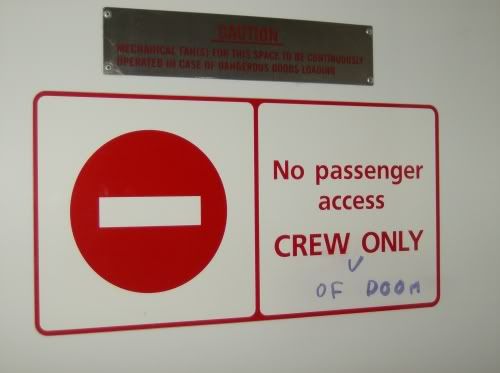 CAUTION
MECHANICAL FAN(S) FOR THIS SPACE TO BE CONTINUOUSLY
OPERATED IN CASE OF DANGEROUS GOODS LOADING
No passenger
access
CREW ONLY
OF DOOM